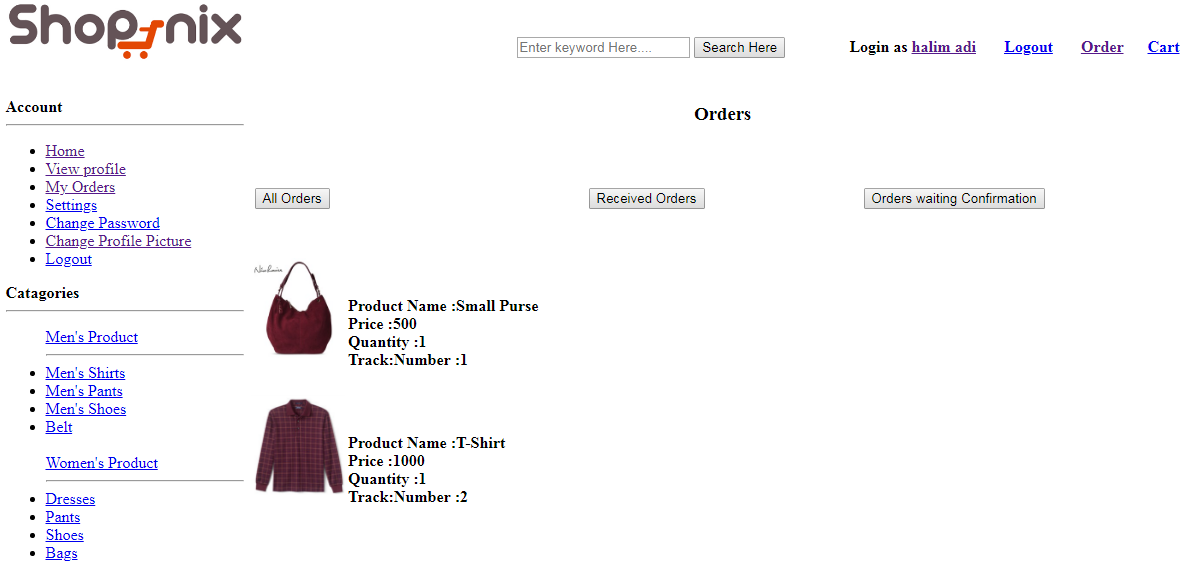 Shopnix
Enter keyword Here....
Search Here
Login as halim adi
Logout
Order
Cart
Account
Home
View profile
My Orders
Settings
Change Password
Change Profile Picture
Logout
Catagories
Men's Product
Men's Shirts
Men's Pants
Men's Shoes
Belt
Women's Product
Dresses
Pants
Shoes
Bags
Orders
All Orders
Received Orders
Orders waiting Confirmation
Product Name :Small Purse
Price :500
Quantity :1
Track:Number :1
Product Name :T-Shirt
Price :1000
Quantity :1
Track:Number :2